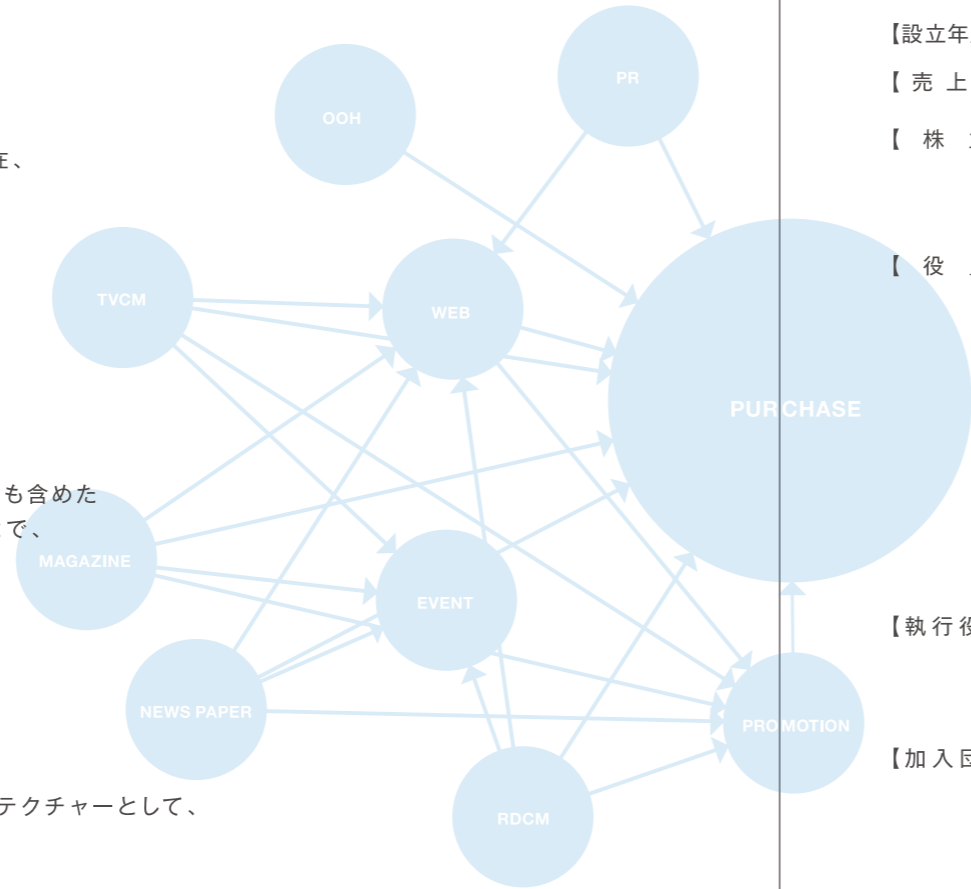 PR
OOH
在、
TVCM
WEB
PURCHASE
も含めた
で、
MAGAZINE
EVENT
NEWS PAPER
PROMOTION
テクチャーとして、
RDCM
【設立年
【 売 上
【 株
【 役
【執行役
【加入団